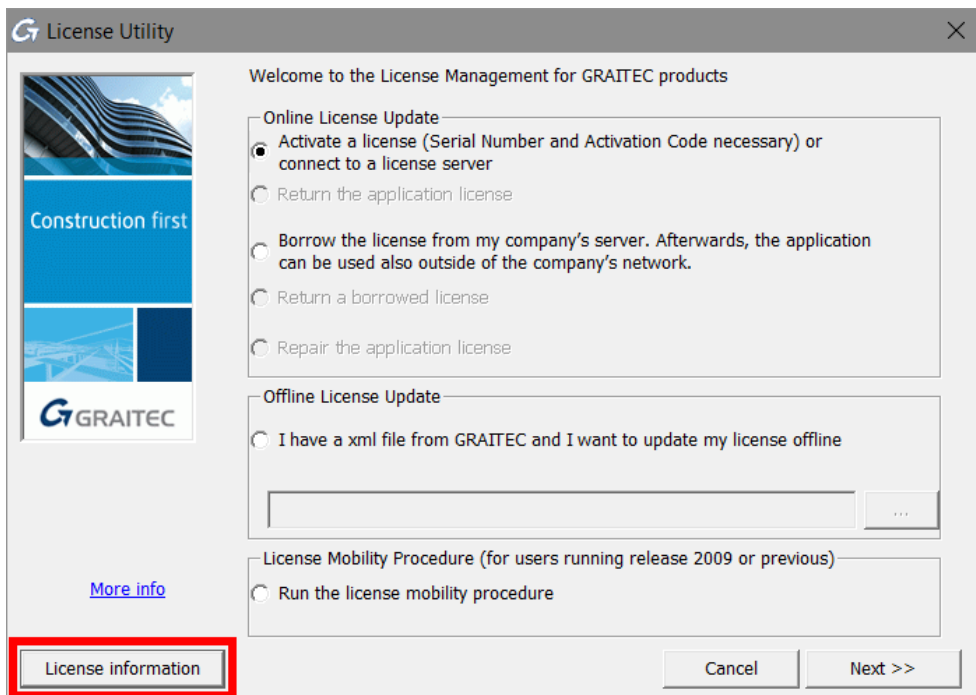 License Utility
Welcome to the License Management for GRAITEC products
Online License Update
Activate a license (Serial Number and Activation Code necessary) or
connect to a license server
Return the application license
Borrow the license from my company's server. Afterwards, the application
can be used also outside of the company's network.
Return a borrowed license
Repair the application license
Construction first
GRAITEC
Offline License Update
I have a xml file from GRAITEC and I want to update my license offline
...
License Mobility Procedure (for users running release 2009 or previous)
Run the license mobility procedure
More info
License information
Cancel
Next >>